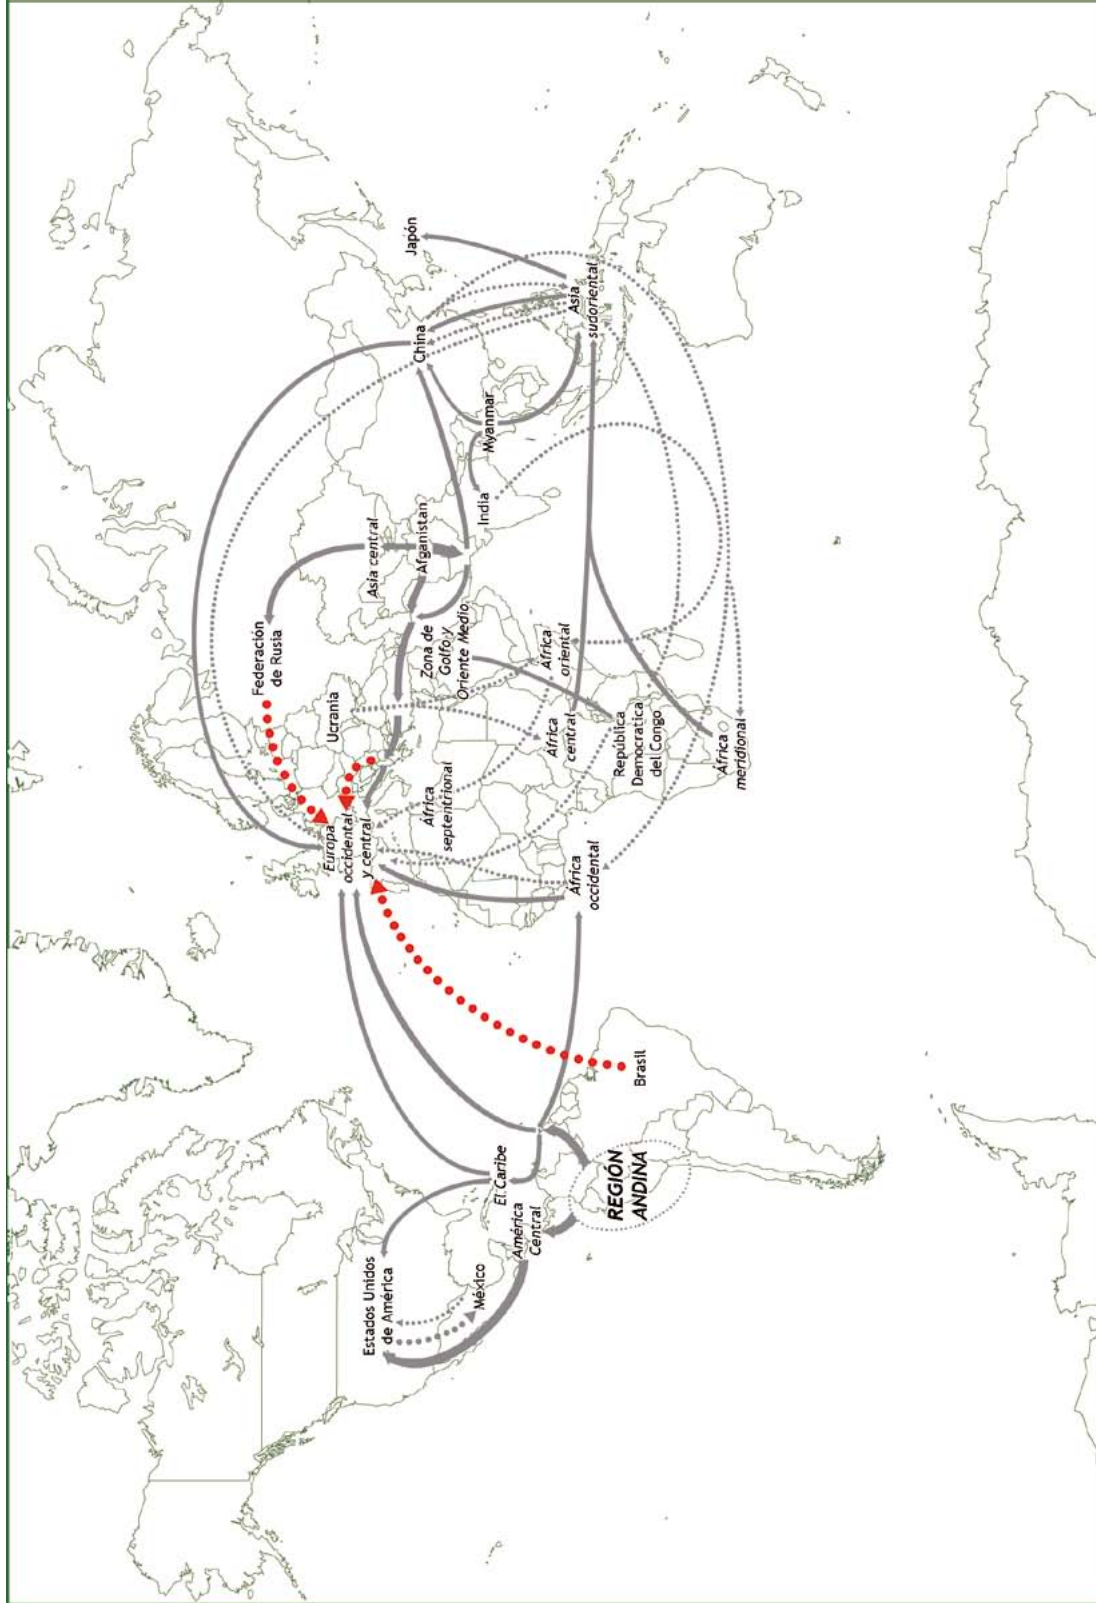 Federación
de Rusia
Ucrania
Europa
occidental
y central
Asia central
Afganistan
Zona de
Golfo y
Oriente Medio
China
Japón
Myanmar
India
Asia
sudoriental
África
septentrional
África
oriental
África
central
República
Democratica
del Congo
África
meridional
África
occidental
Estados Unidos
de América
México
El Caribe
América
Central
REGIÓN
ANDINA
Brasil